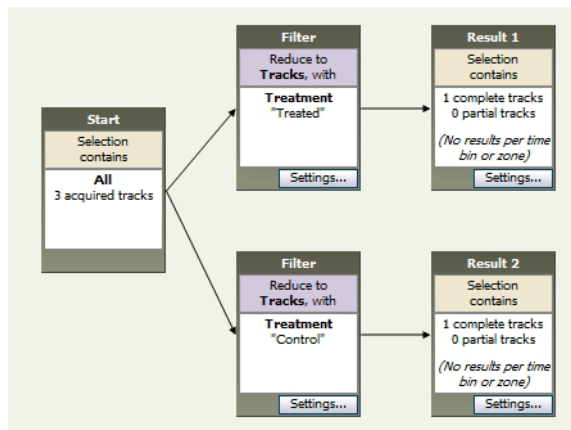 Start
Selection
contains
All
3 acquired tracks
Filter
Reduce to
Tracks, with
Treatment
"Treated"
Settings...
Result 1
Selection
contains
1 complete tracks
0 partial tracks
(No results per time
bin or zone)
Settings...
Filter
Reduce to
Tracks, with
Treatment
"Control"
Settings...
Result 2
Selection
contains
1 complete tracks
0 partial tracks
(No results per time
bin or zone)
Settings...